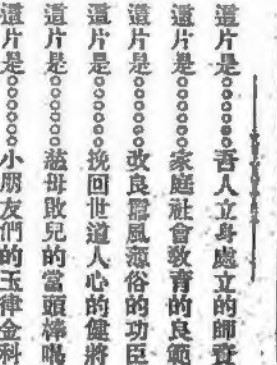 這片是○○○○○○吾人立身處立的師資
這片是○○○○○○家庭社會教育的良範
這片是○○○○○○改良風俗的功臣
這片是○○○○○○挽回世道人心的健將
這片是○○○○○○慈母敗兒的當頭棒喝
這片是○○○○○○小朋友們的玉律金科